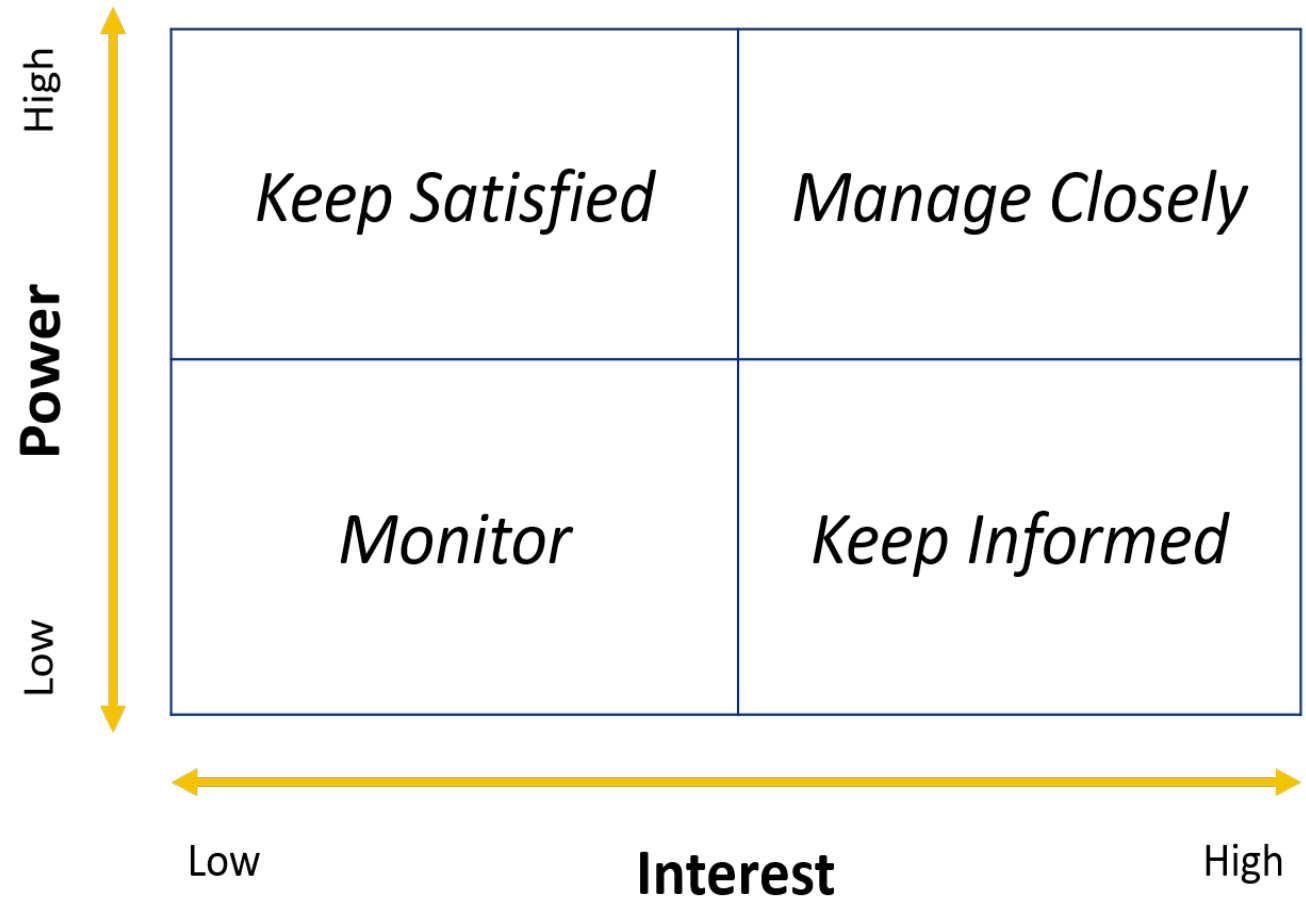 High
Keep Satisfied
Manage Closely
Power
Monitor
Keep Informed
Low
Low
Interest
High